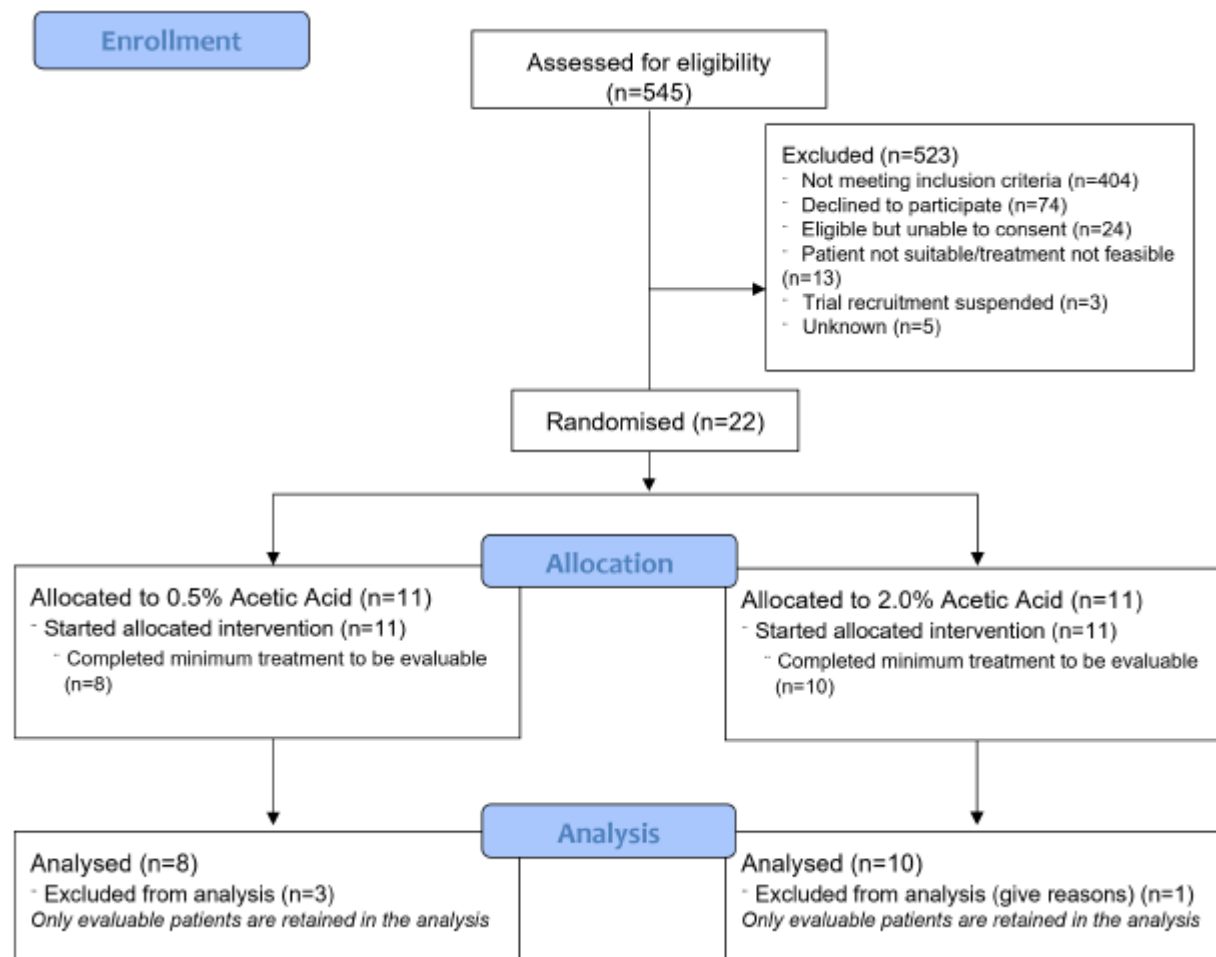 Enrollment
Assessed for eligibility
(n=545)
Excluded (n=523)
- Not meeting inclusion criteria (n=404)
- Declined to participate (n=74)
- Eligible but unable to consent (n=24)
- Patient not suitable/treatment not feasible
(n=13)
- Trial recruitment suspended (n=3)
- Unknown (n=5)
Randomised (n=22)
Allocation
Allocated to 0.5% Acetic Acid (n=11)
- Started allocated intervention (n=11)
- Completed minimum treatment to be evaluable
(n=8)
Allocated to 2.0% Acetic Acid (n=11)
- Started allocated intervention (n=11)
- Completed minimum treatment to be evaluable
(n=10)
Analysis
Analysed (n=8)
- Excluded from analysis (n=3)
Only evaluable patients are retained in the analysis
Analysed (n=10)
- Excluded from analysis (give reasons) (n=1)
Only evaluable patients are retained in the analysis